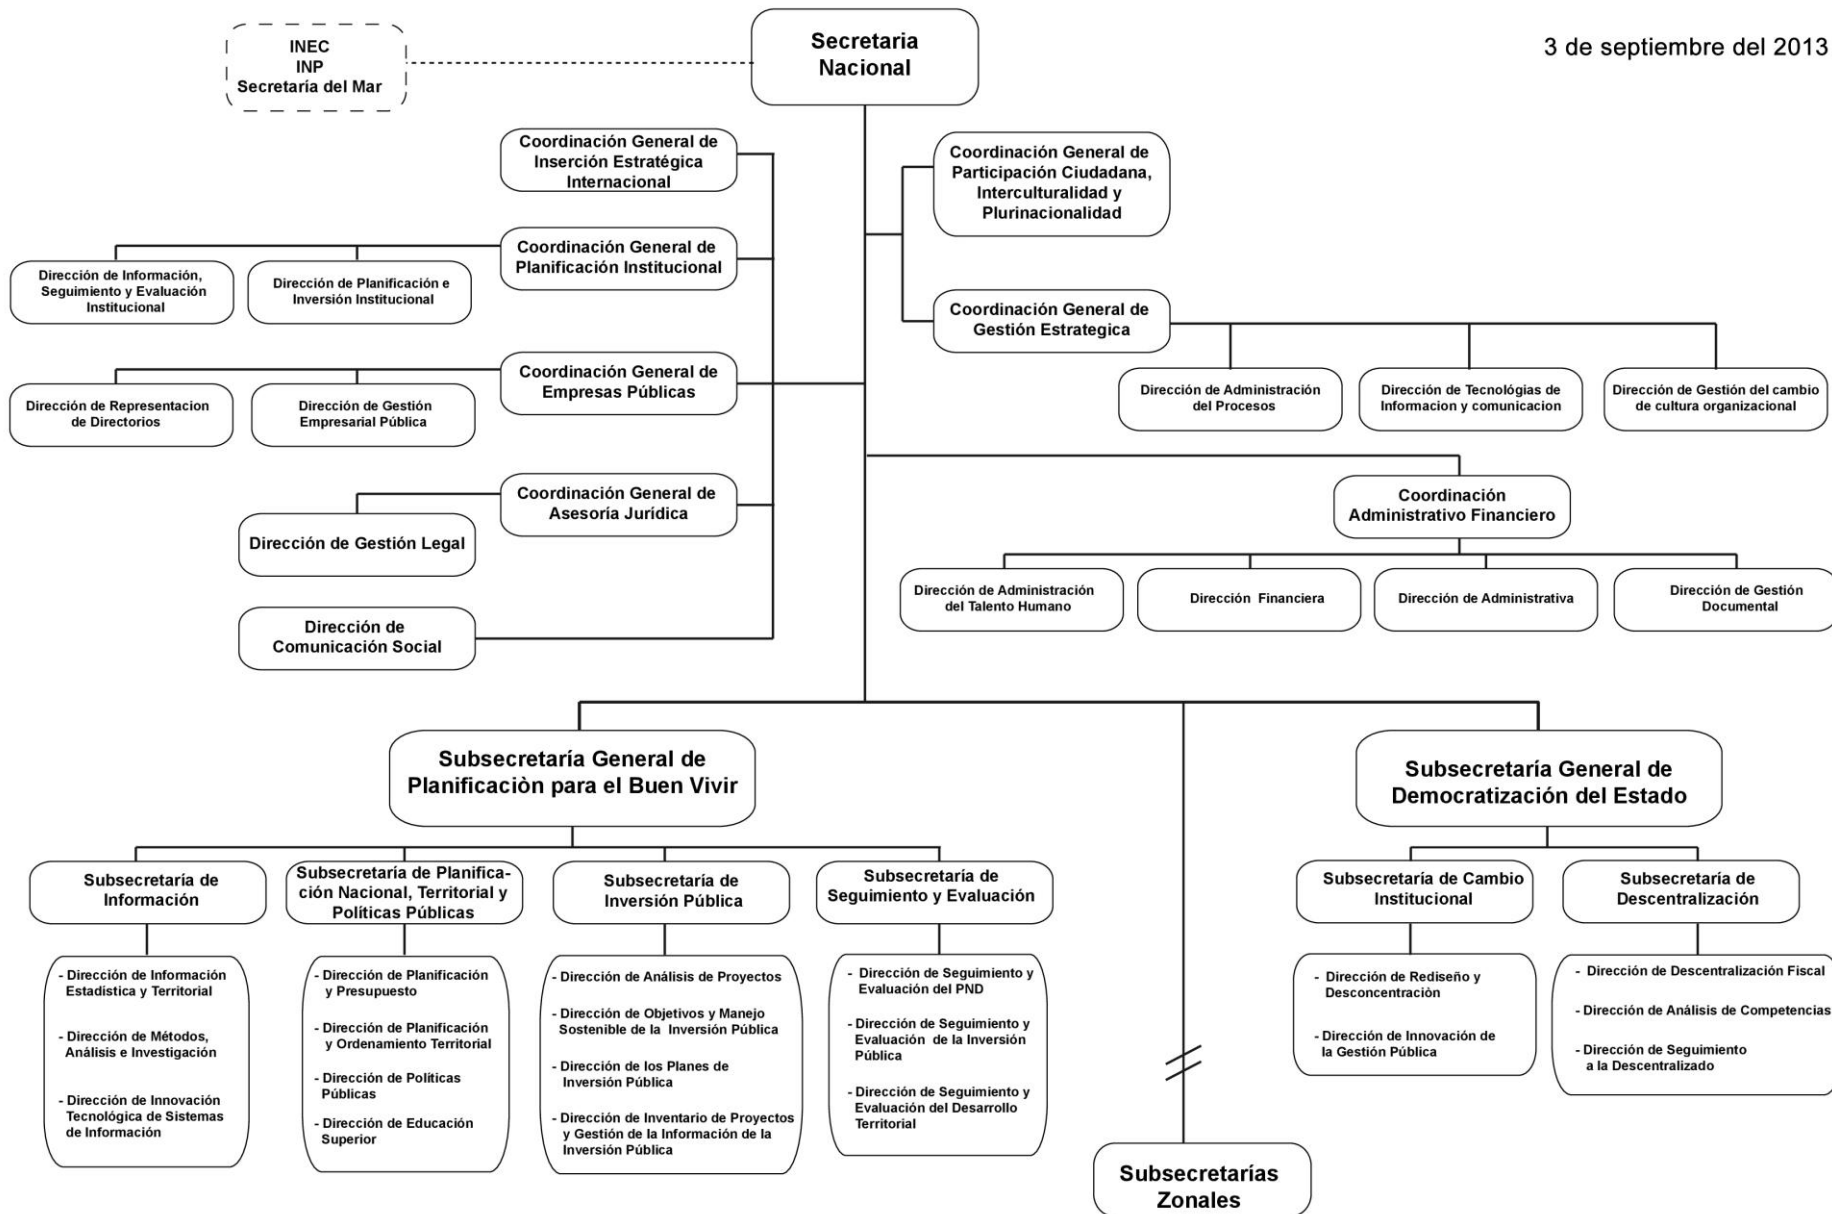 INEC
INP
Secretaría del Mar
Secretaria
Nacional
3 de septiembre del 2013
Coordinación General de
Inserción Estratégica
Internacional
Coordinación General de
Participación Ciudadana,
Interculturalidad y
Plurinacionalidad
Coordinación General de
Planificación Institucional
Dirección de Información,
Seguimiento y Evaluación
Institucional
Dirección de Planificación e
Inversión Institucional
Coordinación General de
Gestión Estrategica
Coordinación General de
Empresas Públicas
Dirección de Representacion
de Directorios
Dirección de Gestión
Empresarial Pública
Dirección de Administración
del Procesos
Dirección de Tecnológias de
Informacion y comunicacion
Dirección de Gestión del cambio
de cultura organizacional
Coordinación General de
Asesoría Jurídica
Dirección de Gestión Legal
Coordinación
Administrativo Financiero
Dirección de Administración
del Talento Humano
Dirección Financiera
Dirección de Administrativa
Dirección de Gestión
Documental
Dirección de
Comunicación Social
Subsecretaría General de
Planificaciòn para el Buen Vivir
Subsecretaría General de
Democratización del Estado
Subsecretaría de
Información
Subsecretaría de Planifica-
ción Nacional, Territorial y
Políticas Públicas
Subsecretaría de
Inversión Pública
Subsecretaría de
Seguimiento y Evaluación
Subsecretaría de Cambio
Institucional
Subsecretaría de
Descentralización
- Dirección de Información
Estadística y Territorial
- Dirección de Métodos,
Análisis e Investigación
- Dirección de Innovación
Tecnológica de Sistemas
de Información
- Dirección de Planificación
y Presupuesto
- Dirección de Planificación
y Ordenamiento Territorial
- Dirección de Políticas
Públicas
- Dirección de Educación
Superior
- Dirección de Análisis de Proyectos
- Dirección de Objetivos y Manejo
Sostenible de la Inversión Pública
- Dirección de los Planes de
Inversión Pública
- Dirección de Inventario de Proyectos
y Gestión de la Información de la
Inversión Pública
- Dirección de Seguimiento y
Evaluación del PND
- Dirección de Seguimiento y
Evaluación de la Inversión
Pública
- Dirección de Seguimiento y
Evaluación del Desarrollo
Territorial
- Dirección de Rediseño y
Desconcentraciòn
- Dirección de Innovación de
la Gestión Pública
- Dirección de Descentralización Fiscal
- Dirección de Análisis de Competencias
- Dirección de Seguimiento
a la Descentralizado
Subsecretarías
Zonales